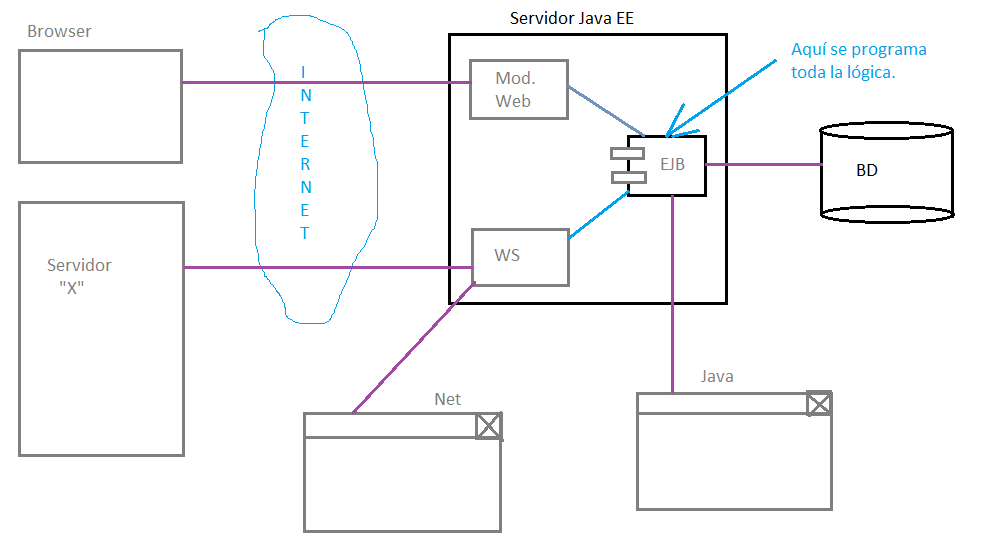 Servidor Java EE
Browser
Aquí se programa
toda la lógica.
Mod.
Web
I
N
T
E
R
N
E
T
EJB
BD
WS
Servidor
"X"
Java
Net